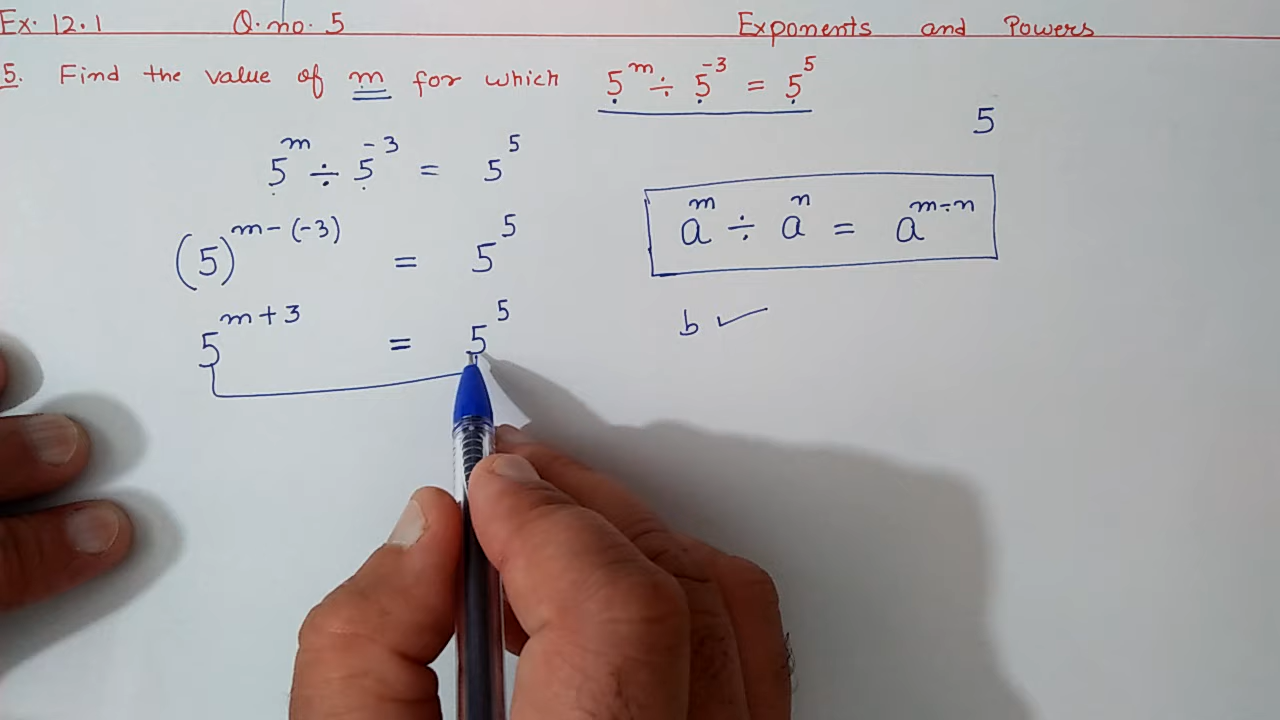 Ex. 12.1 Q. no. 5 Exponents and Powers
5. Find the value of m for which 5^m ÷ 5^-3 = 5^5
5
5^m ÷ 5^-3 = 5^5
(5)^m-(-3) = 5^5
a^m ÷ a^n = a^m-n
5^m+3 = 5^5
b ✓